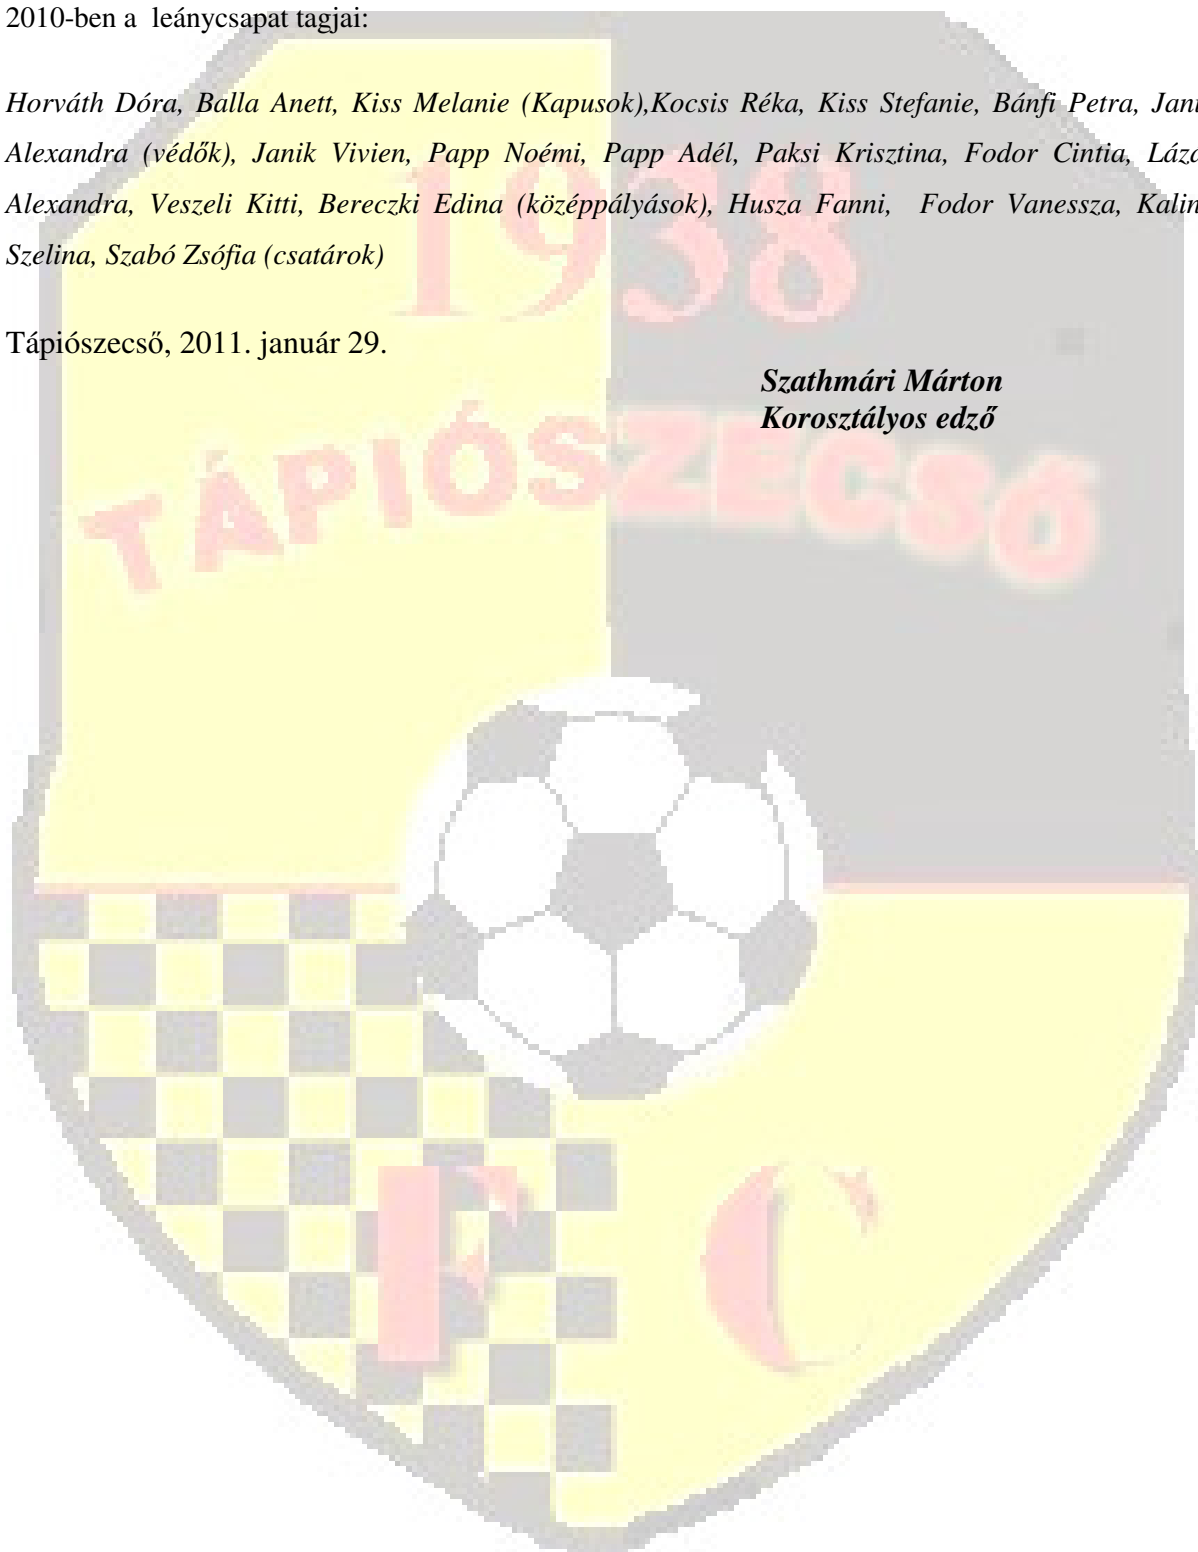 2010-ben a  leánycsapat tagjai:
Horváth Dóra, Balla Anett, Kiss Melanie (Kapusok),Kocsis Réka, Kiss Stefanie, Bánfi Petra,
Alexandra (védők), Janik Vivien, Papp Noémi, Papp Adél, Paksi Krisztina, Fodor Cintia,
Alexandra, Veszeli Kitti, Bereczki Edina (középpályások), Husza Fanni,  Fodor Vanessza,
Szelina, Szabó Zsófia (csatárok)
Tápiószecső, 2011. január 29.
Szathmári Márton
Korosztályos edző
1938
TÁPIÓSZECSŐ
FC